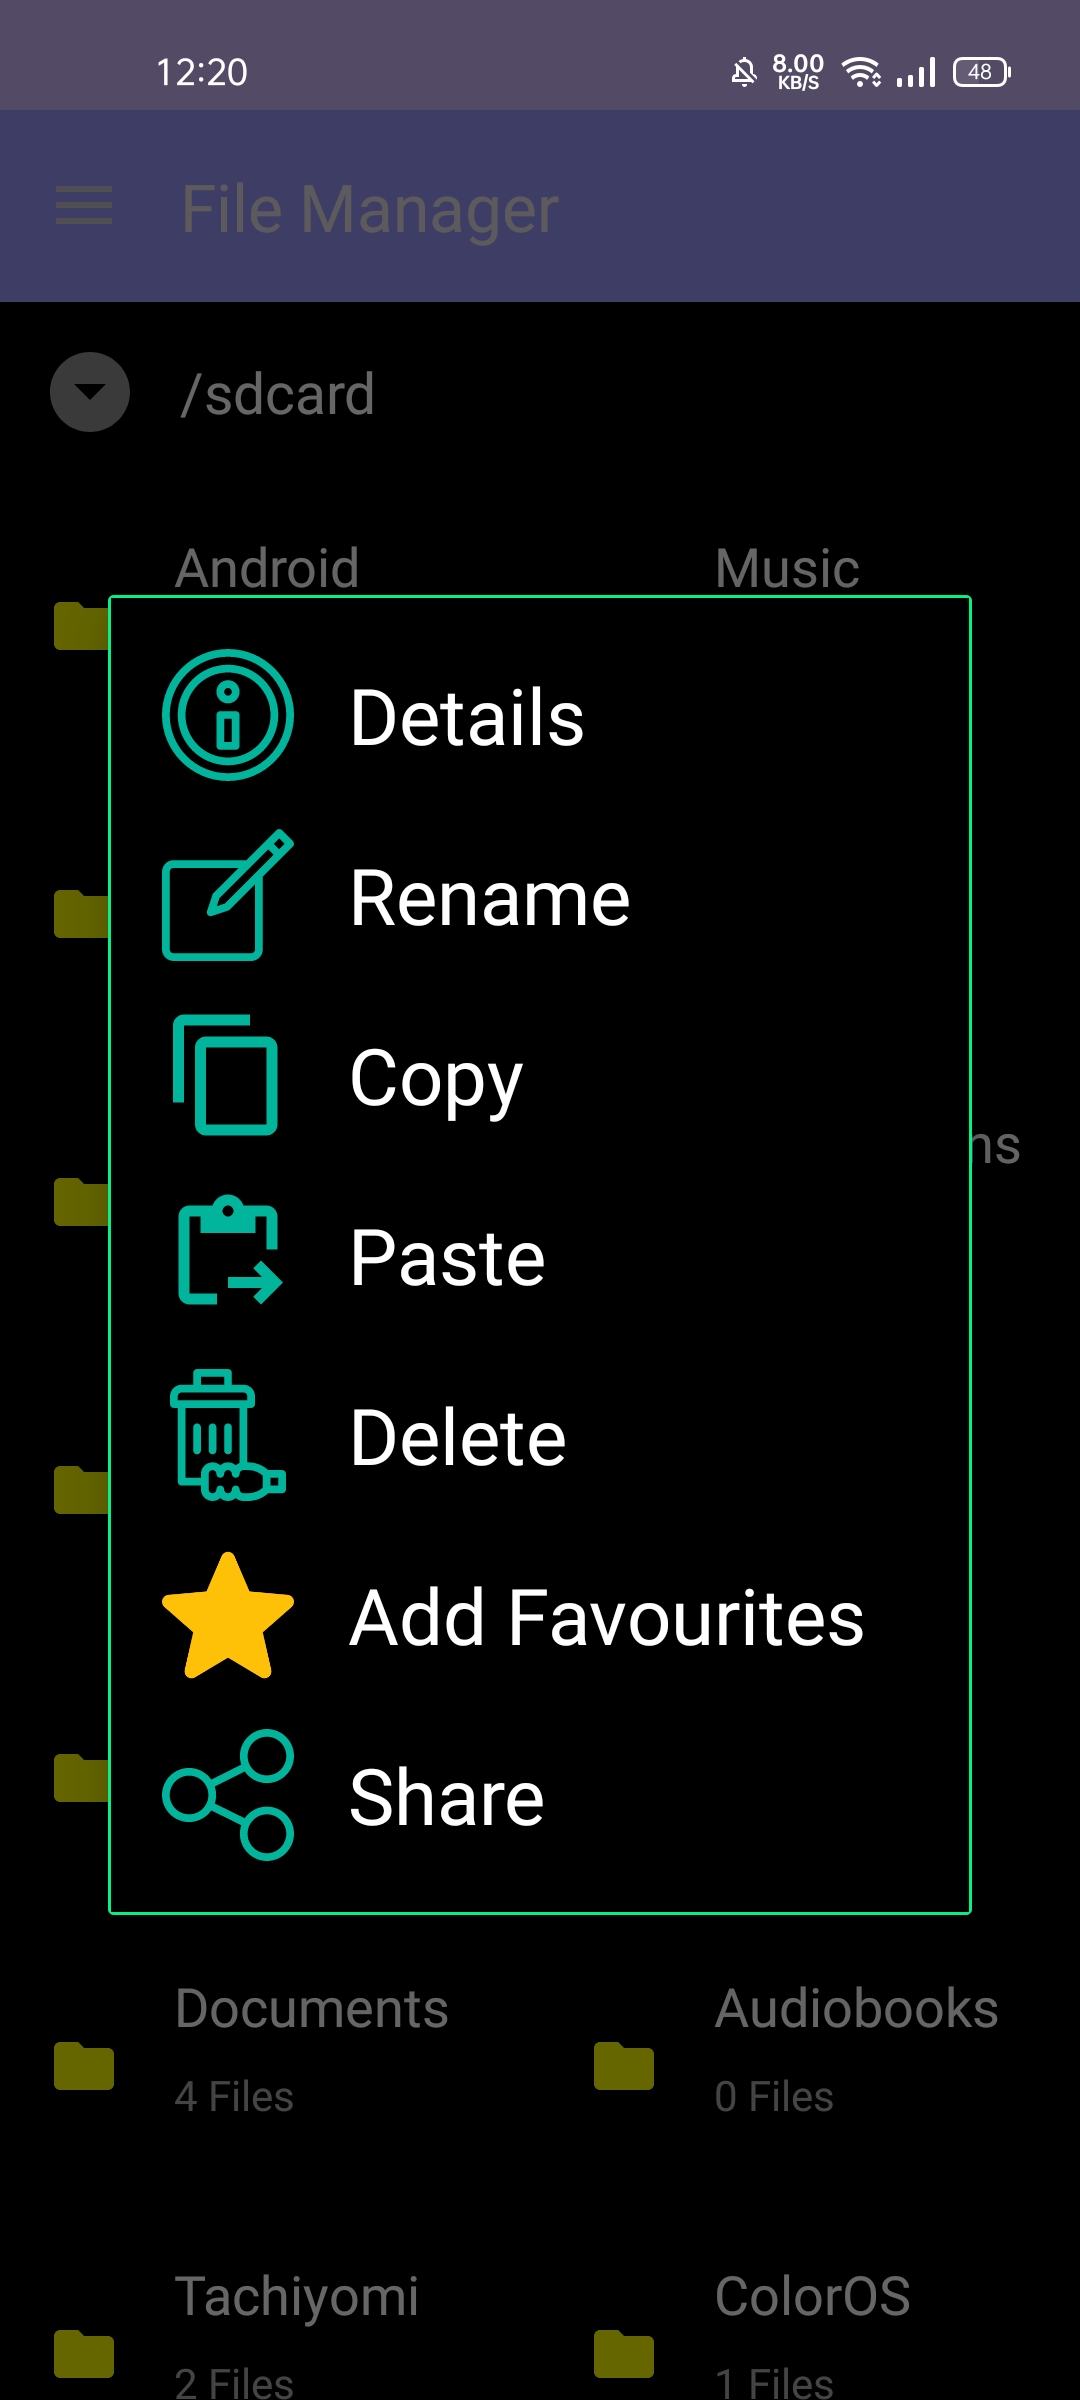 12:20
8.00
KB/S
48
File Manager
/sdcard
Android
Music
Details
Rename
Copy
Paste
Delete
Add Favourites
Share
Documents
Audiobooks
4 Files
0 Files
Tachiyomi
ColorOS
2 Files
1 Files